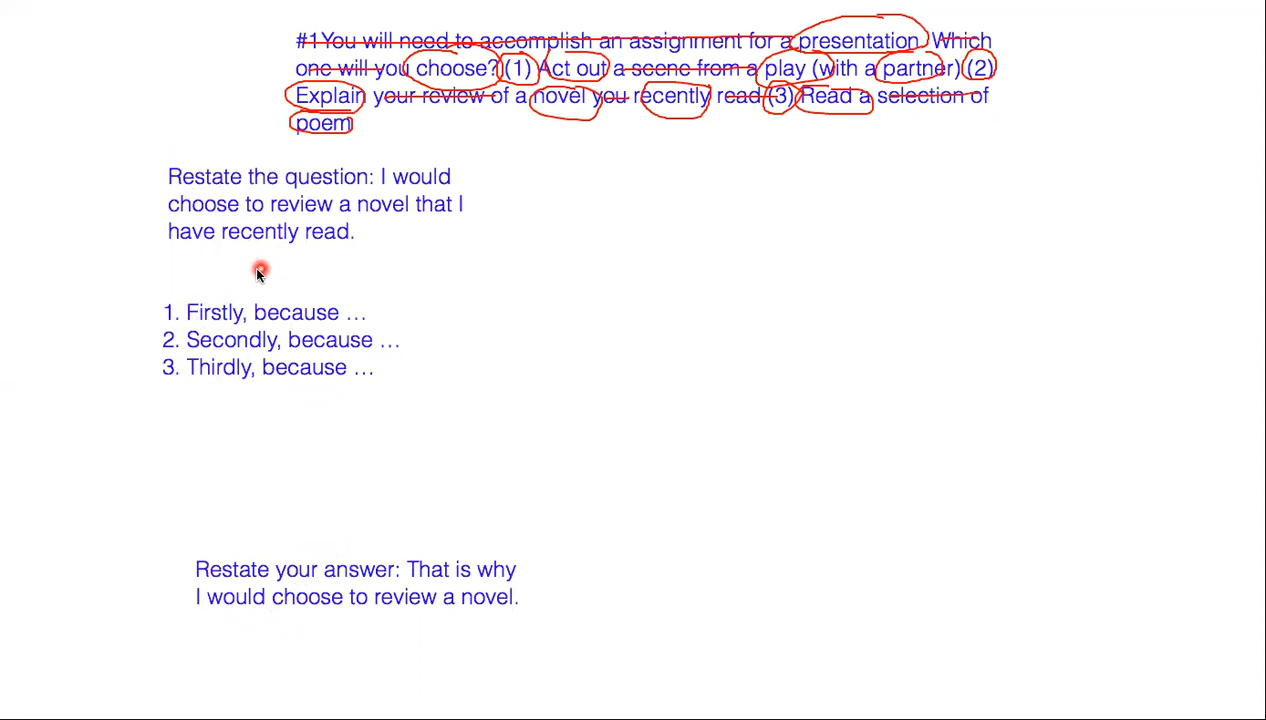 #1You will need to accomplish an assignment for a presentation. Which
one will you choose? (1) Act out a scene from a play (with a partner) (2)
Explain your review of a novel you recently read (3) Read a selection of
poem
Restate the question: I would
choose to review a novel that I
have recently read.
1. Firstly, because …
2. Secondly, because …
3. Thirdly, because …
Restate your answer: That is why
I would choose to review a novel.